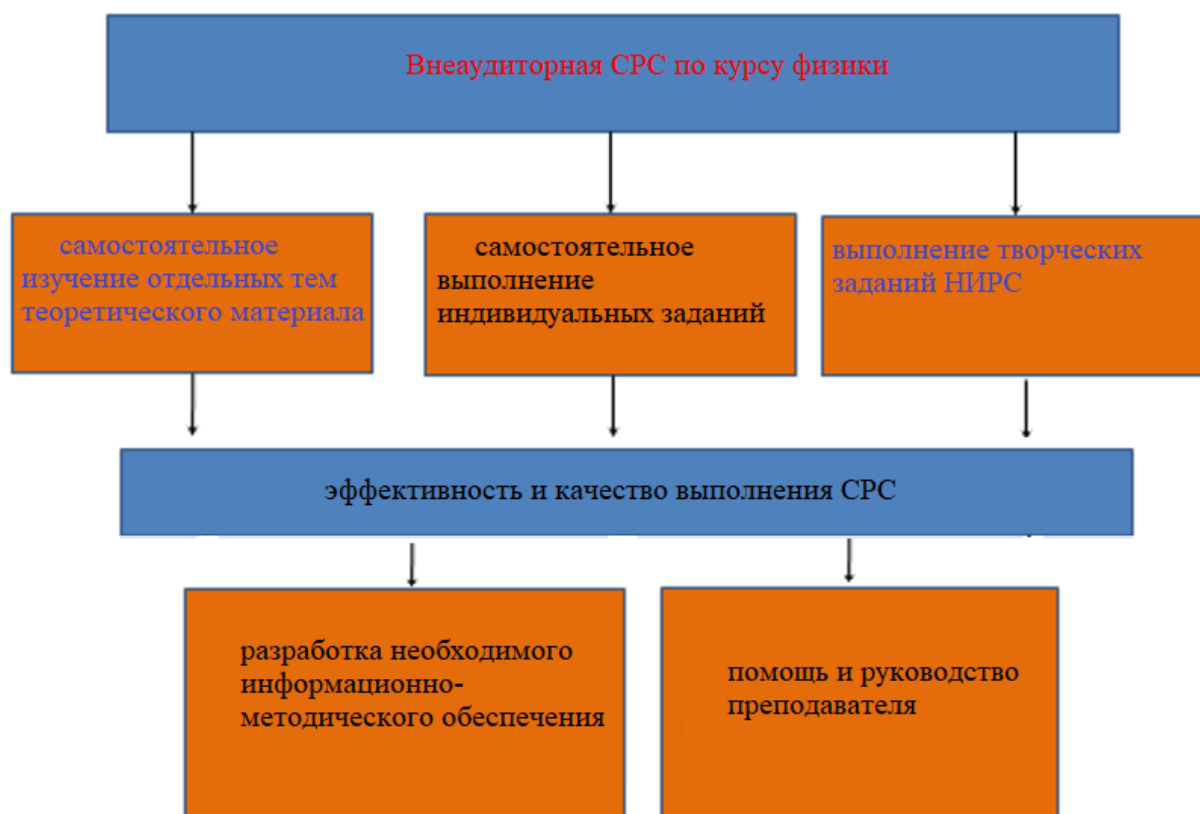 Внеаудиторная СРС по курсу физики
самостоятельное
изучение отдельных тем
теоретического материала
самостоятельное
выполнение
индивидуальных заданий
выполнение творческих
заданий НИРС
эффективность и качество выполнения СРС
разработка необходимого
информационно-
методического обеспечения
помощь и руководство
преподавателя